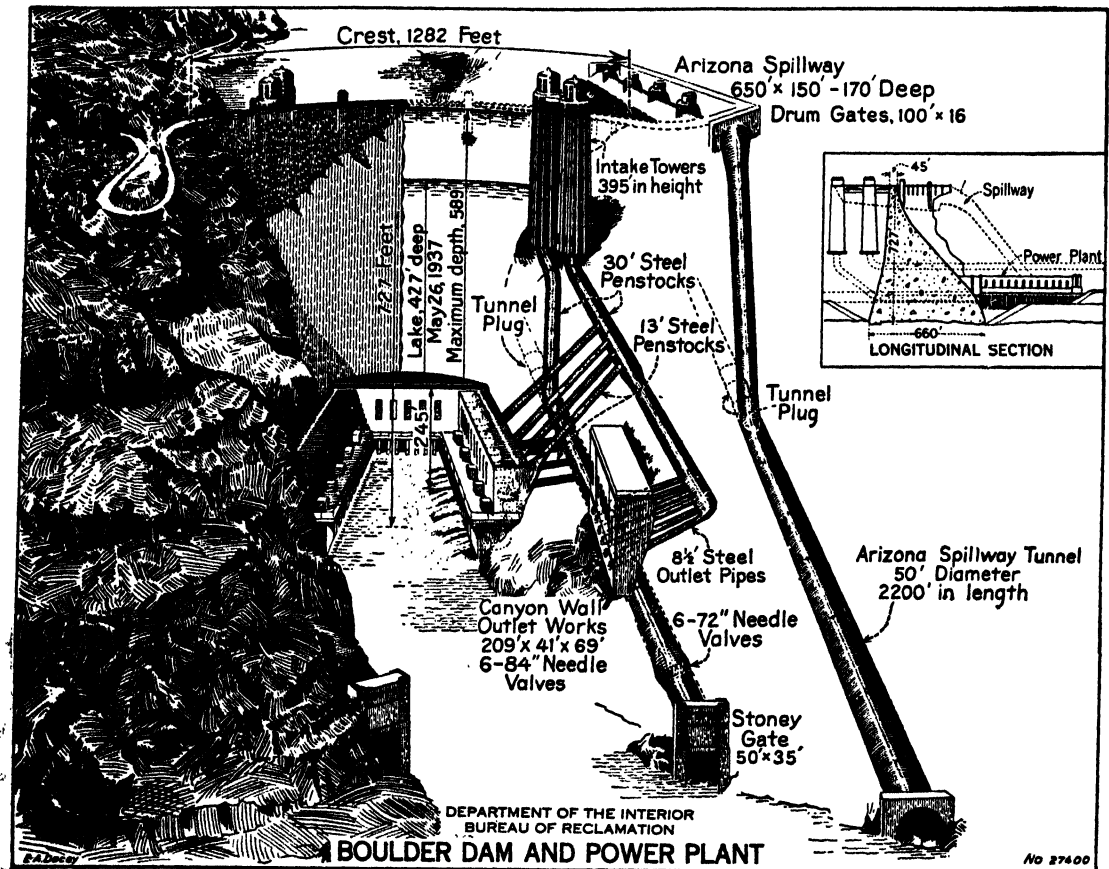 Crest, 1282 Feet
Arizona Spillway
650' x 150' - 170' Deep
Drum Gates, 100' x 16
Intake Towers
395' in height
45'
Spillway
727'
Power Plant
660'
LONGITUDINAL SECTION
727 Feet
Lake, 427' deep
May, 26, 1937
Maximum depth, 589
30' Steel
Penstocks
Tunnel
Plug
13' Steel
Penstocks
Tunnel
Plug
245'
8½' Steel
Outlet Pipes
Arizona Spillway Tunnel
50' Diameter
2200' in length
Canyon Wall
Outlet Works
209' x 41' x 69'
6-84" Needle
Valves
6-72" Needle
Valves
Stoney
Gate
50' x 35'
DEPARTMENT OF THE INTERIOR
BUREAU OF RECLAMATION
BOULDER DAM AND POWER PLANT
No 27400